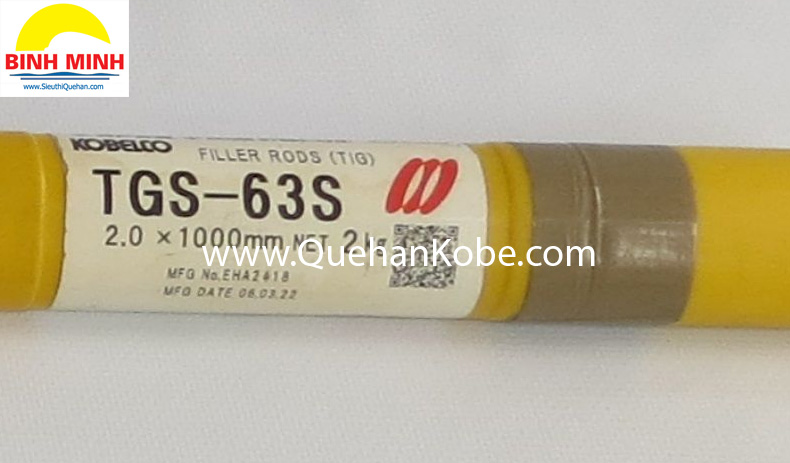 BINH MINH
www.SieuthiQuehan.com
KOBELCO
FILLER RODS (TIG)
TGS-63S
2.0 ×1000mm NET 2kg
www.QuehanKobe.com
MFG No.EHA2418
MFG DATE 06.03.22